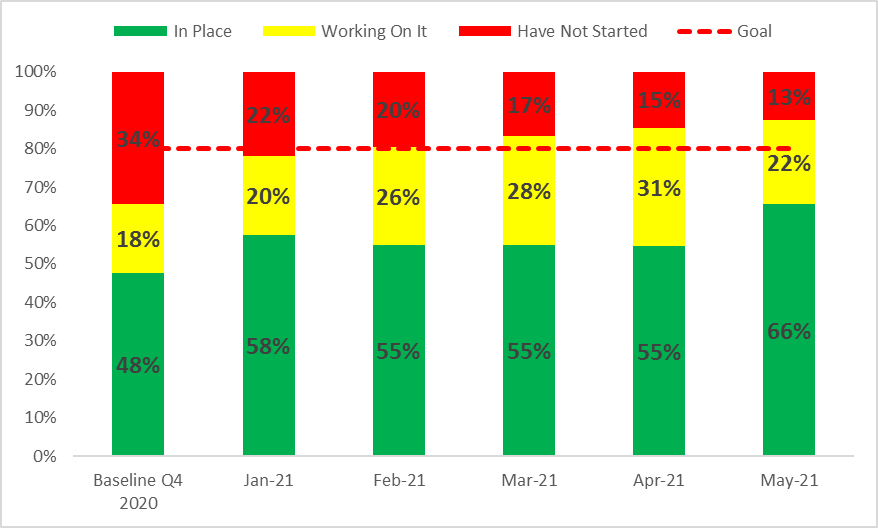 In Place Working On It Have Not Started Goal
100%
90%
80%
70%
60%
50%
40%
30%
20%
10%
0%
34% 22% 20% 17% 15% 13%
18% 20% 26% 28% 31% 22%
48% 58% 55% 55% 55% 66%
Baseline Q4 Jan-21 Feb-21 Mar-21 Apr-21 May-21
2020